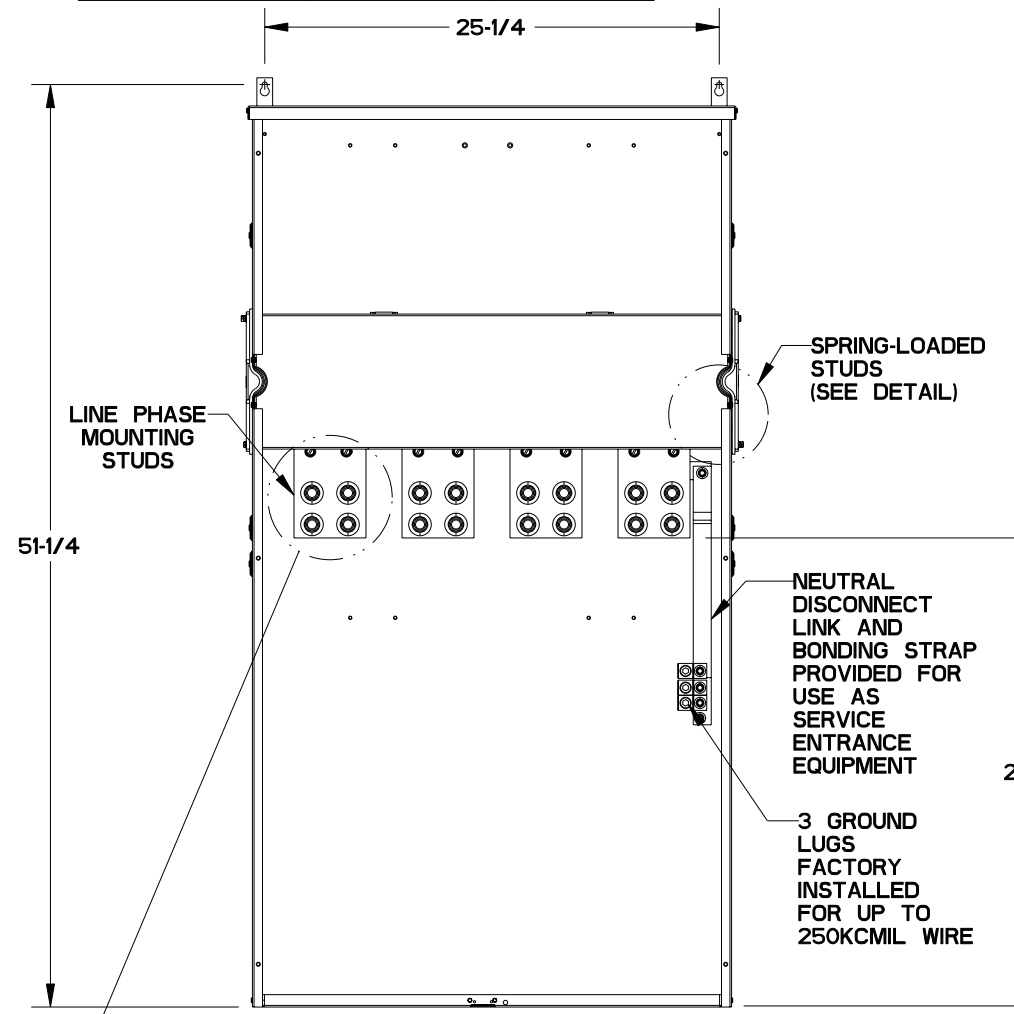 25-1/4
SPRING-LOADED
STUDS
(SEE DETAIL)
LINE PHASE
MOUNTING
STUDS
51-1/4
NEUTRAL
DISCONNECT
LINK AND
BONDING STRAP
PROVIDED FOR
USE AS
SERVICE
ENTRANCE
EQUIPMENT
2
3 GROUND
LUGS
FACTORY
INSTALLED
FOR UP TO
250KCMIL WIRE